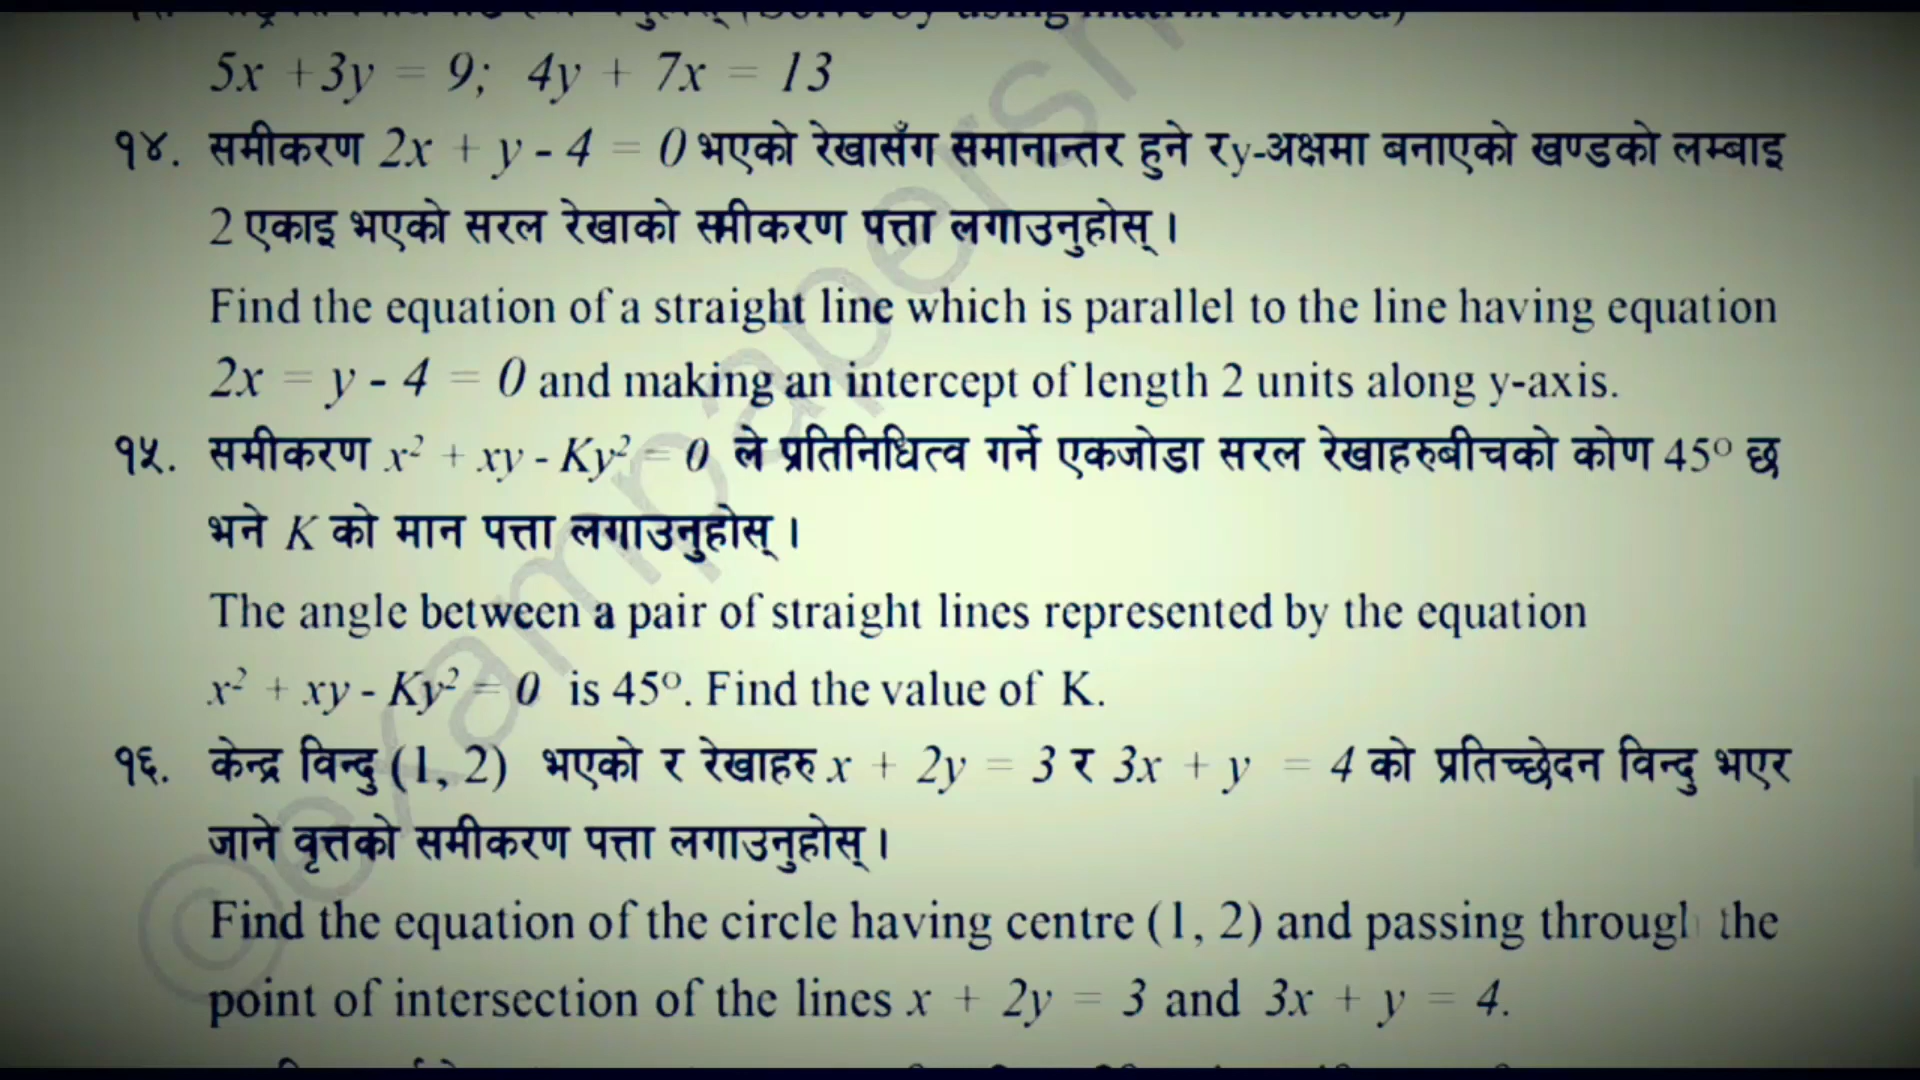 (Solve by using matrix method)
5x + 3y = 9; 4y + 7x = 13
१४. समीकरण 2x + y - 4 = 0 भएको रेखासँग समानान्तर हुने र y-अक्षमा बनाएको खण्डको लम्बाइ
2 एकाइ भएको सरल रेखाको समीकरण पत्ता लगाउनुहोस् ।
Find the equation of a straight line which is parallel to the line having equation
2x = y - 4 = 0 and making an intercept of length 2 units along y-axis.
१५. समीकरण x² + xy - Ky² = 0 ले प्रतिनिधित्व गर्ने एकजोडा सरल रेखाहरुबीचको कोण 45° छ
भने K को मान पत्ता लगाउनुहोस् ।
The angle between a pair of straight lines represented by the equation
x² + xy - Ky² = 0 is 45°. Find the value of K.
१६. केन्द्र विन्दु (1, 2) भएको र रेखाहरु x + 2y = 3 र 3x + y = 4 को प्रतिच्छेदन विन्दु भएर
जाने वृत्तको समीकरण पत्ता लगाउनुहोस् ।
Find the equation of the circle having centre (1, 2) and passing through the
point of intersection of the lines x + 2y = 3 and 3x + y = 4.